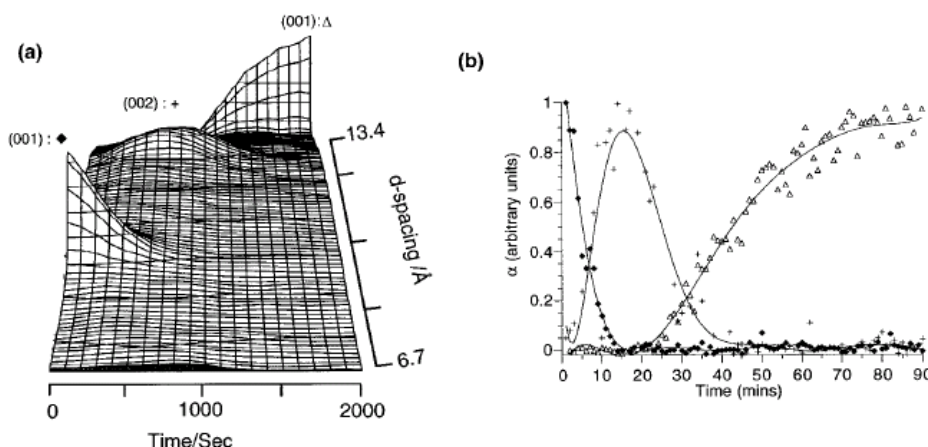 (a)
(001): Δ
(002) : +
(001): ◆
13.4
d-spacing /Å
6.7
0
1000
2000
Time/Sec
(b)
α (arbitrary units)
1
0.8
0.6
0.4
0.2
0
0 10 20 30 40 50 60 70 80 90
Time (mins)